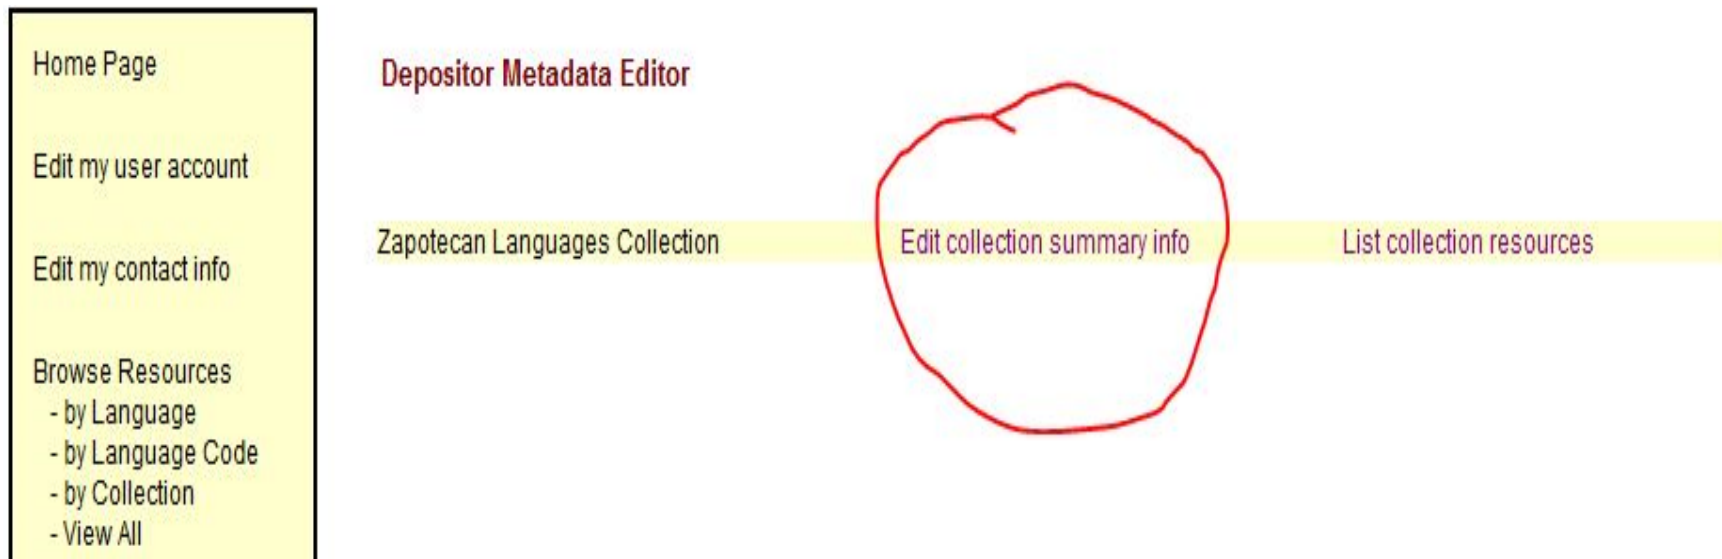 Home Page
Edit my user account
Edit my contact info
Browse Resources
- by Language
- by Language Code
- by Collection
- View All
Depositor Metadata Editor
Zapotecan Languages Collection Edit collection summary info List collection resources